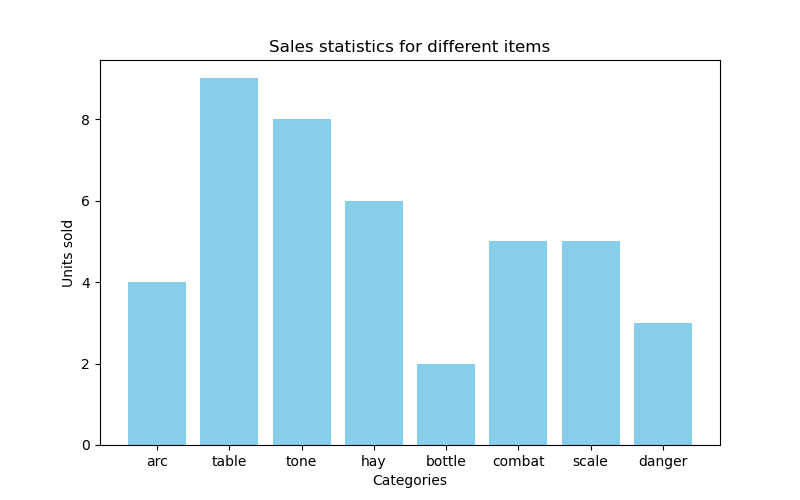 Sales statistics for different items
Units sold
8
6
4
2
0
arc table tone hay bottle combat scale danger
Categories